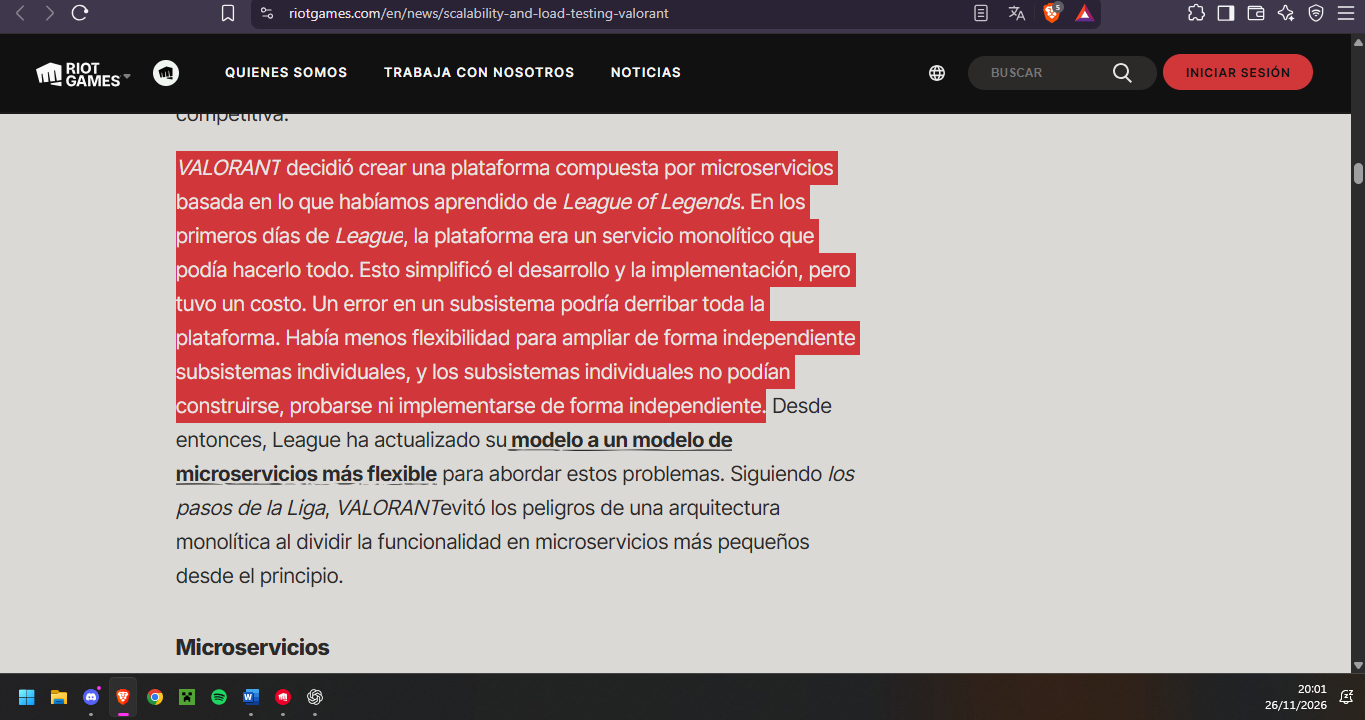 riotgames.com/en/news/scalability-and-load-testing-valorant
5
RIOT GAMES
QUIENES SOMOS
TRABAJA CON NOSOTROS
NOTICIAS
BUSCAR
INICIAR SESIÓN
competitiva.
VALORANT decidió crear una plataforma compuesta por microservicios
basada en lo que habíamos aprendido de League of Legends. En los
primeros días de League, la plataforma era un servicio monolítico que
podía hacerlo todo. Esto simplificó el desarrollo y la implementación, pero
tuvo un costo. Un error en un subsistema podría derribar toda la
plataforma. Había menos flexibilidad para ampliar de forma independiente
subsistemas individuales, y los subsistemas individuales no podían
construirse, probarse ni implementarse de forma independiente. Desde
entonces, League ha actualizado su modelo a un modelo de
microservicios más flexible para abordar estos problemas. Siguiendo los
pasos de la Liga, VALORANTevitó los peligros de una arquitectura
monolítica al dividir la funcionalidad en microservicios más pequeños
desde el principio.
Microservicios
20:01
26/11/2026